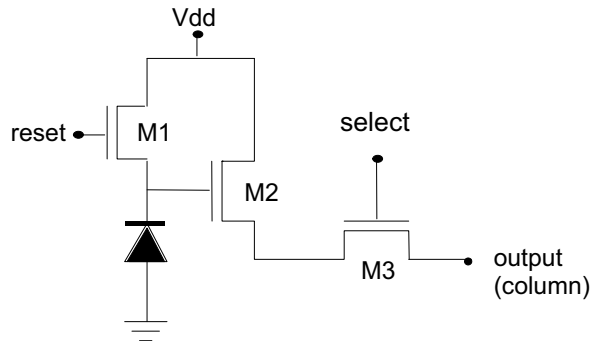 Vdd
reset
M1
select
M2
M3
output
(column)